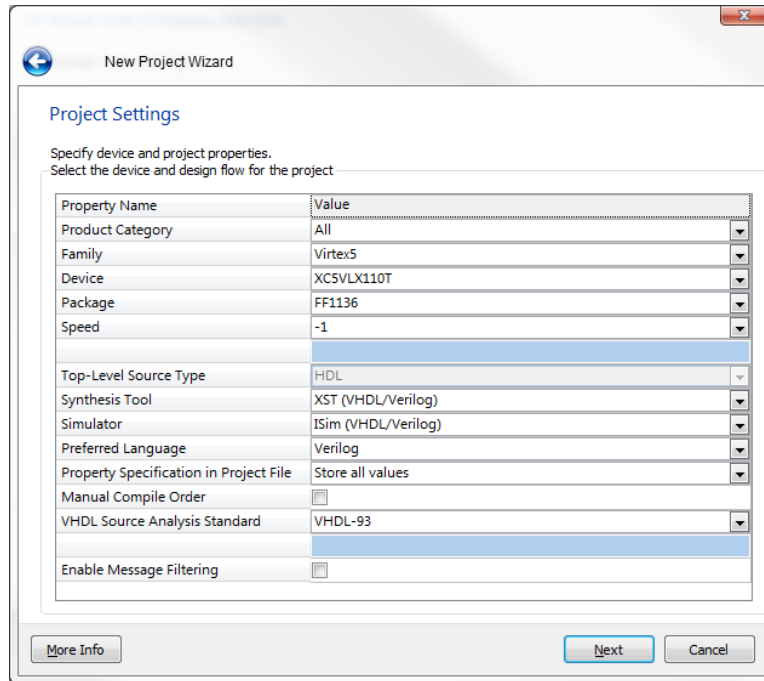 New Project Wizard
Project Settings
Specify device and project properties.
Select the device and design flow for the project
Property Name Value
Product Category All
Family Virtex5
Device XC5VLX110T
Package FF1136
Speed -1
Top-Level Source Type HDL
Synthesis Tool XST (VHDL/Verilog)
Simulator ISim (VHDL/Verilog)
Preferred Language Verilog
Property Specification in Project File Store all values
Manual Compile Order
VHDL Source Analysis Standard VHDL-93
Enable Message Filtering
More Info Next Cancel